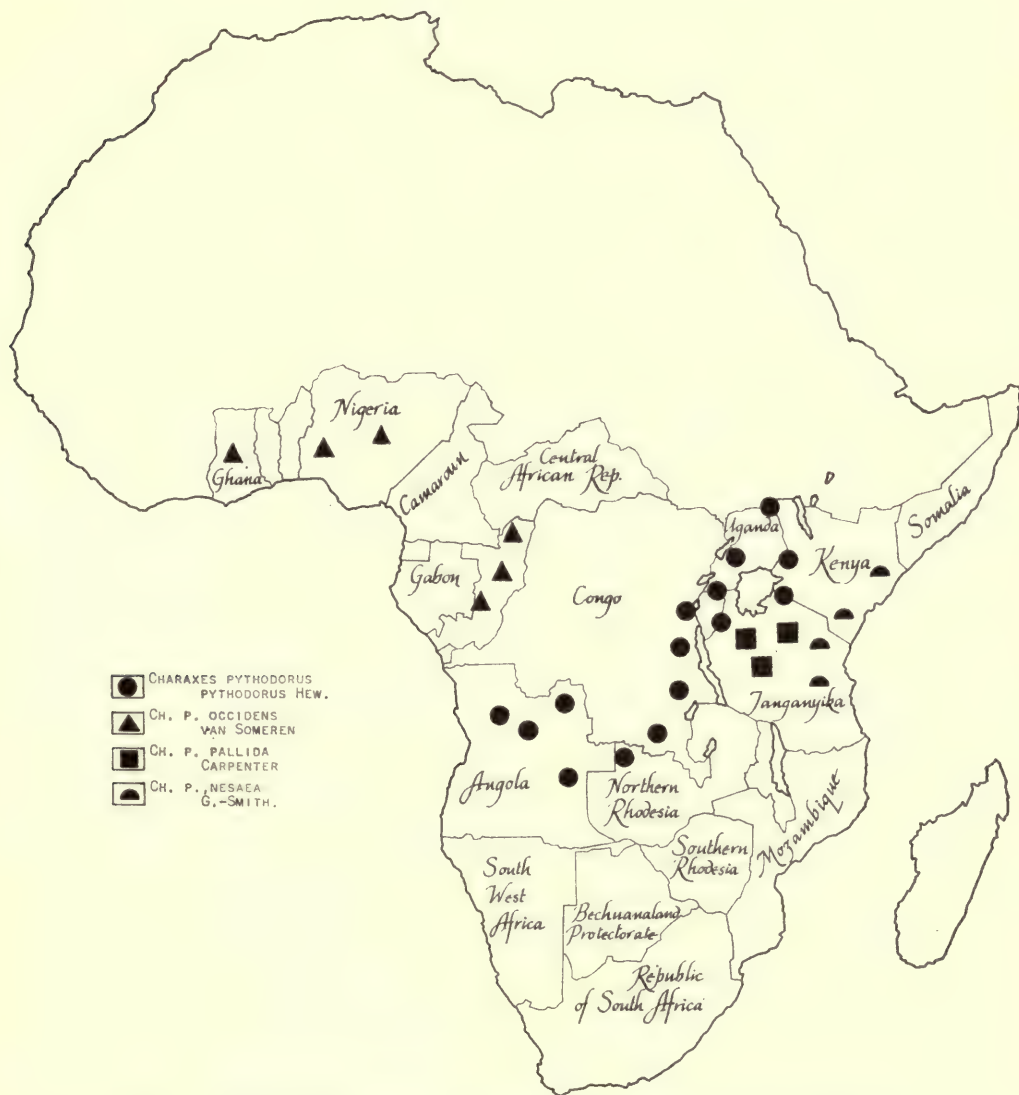 Nigeria
Ghana
Camaroun
Central
African Rep.
Somalia
Uganda
Kenya
Gabon
Congo
CHARAXES PYTHODORUS
PYTHODORUS HEW.
CH. P. OCCIDENS
VAN SOMEREN
CH. P. PALLIDA
CARPENTER
CH. P. NESAEA
G.-SMITH.
Tanganyika
Angola
Northern
Rhodesia
Mozambique
Southern
Rhodesia
South
West
Africa
Bechuanaland
Protectorate
Republic
of South Africa